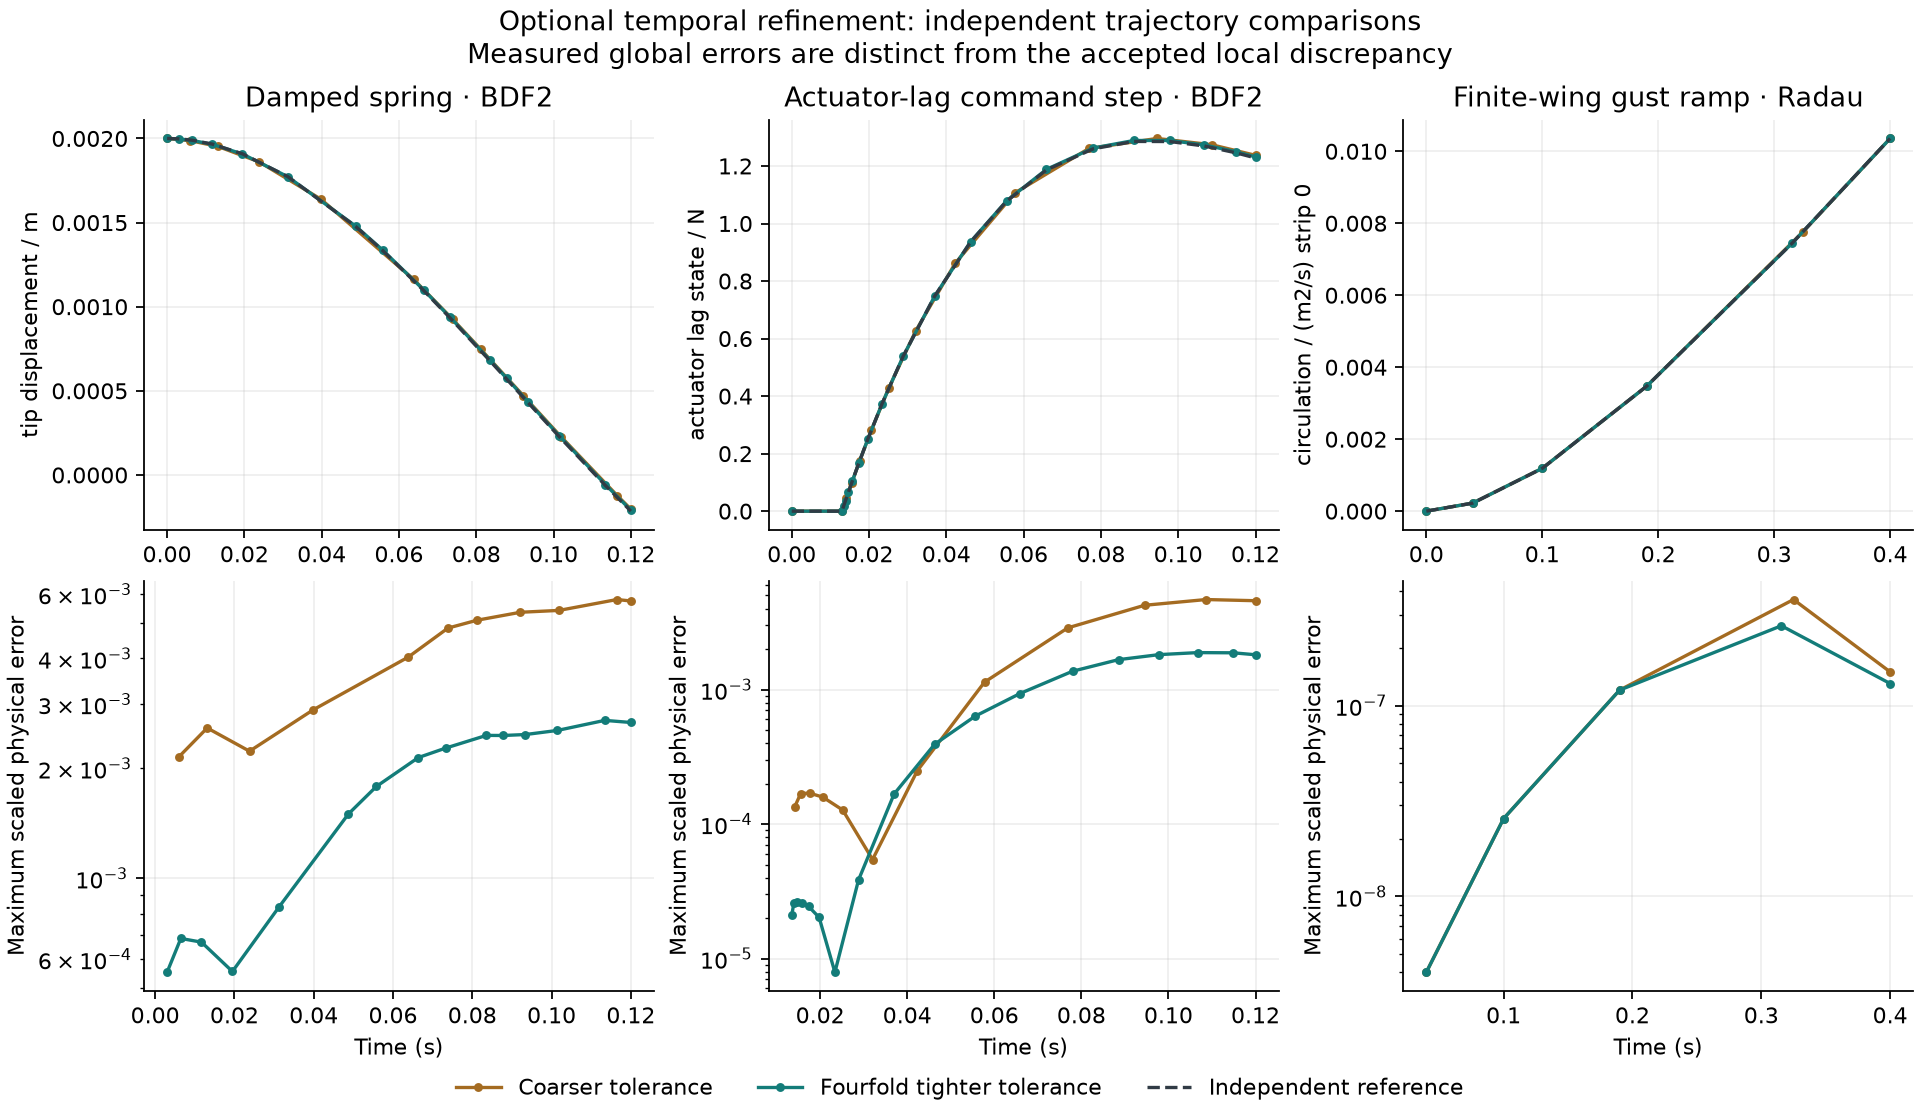 Optional temporal refinement: independent trajectory comparisons
Measured global errors are distinct from the accepted local discrepancy
Damped spring · BDF2
tip displacement / m
0.0020
0.0015
0.0010
0.0005
0.0000
0.00 0.02 0.04 0.06 0.08 0.10 0.12
Actuator-lag command step · BDF2
actuator lag state / N
1.2
1.0
0.8
0.6
0.4
0.2
0.0
0.00 0.02 0.04 0.06 0.08 0.10 0.12
Finite-wing gust ramp · Radau
circulation / (m2/s) strip 0
0.010
0.008
0.006
0.004
0.002
0.000
0.0 0.1 0.2 0.3 0.4
Maximum scaled physical error
6 × 10⁻³
4 × 10⁻³
3 × 10⁻³
2 × 10⁻³
10⁻³
6 × 10⁻⁴
0.00 0.02 0.04 0.06 0.08 0.10 0.12
Time (s)
Maximum scaled physical error
10⁻³
10⁻⁴
10⁻⁵
0.02 0.04 0.06 0.08 0.10 0.12
Time (s)
Maximum scaled physical error
10⁻⁷
10⁻⁸
0.1 0.2 0.3 0.4
Time (s)
Coarser tolerance Fourfold tighter tolerance Independent reference